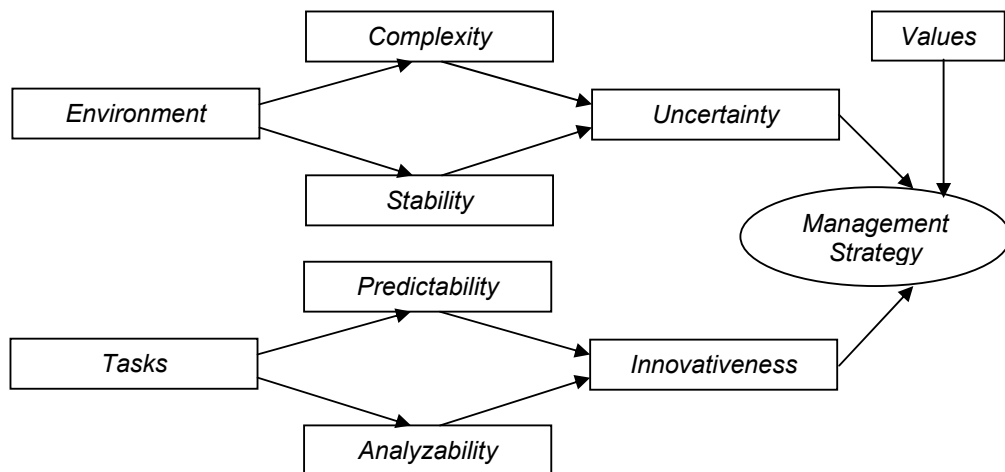 Complexity
Values
Environment
Uncertainty
Stability
Management
Strategy
Predictability
Tasks
Innovativeness
Analyzability